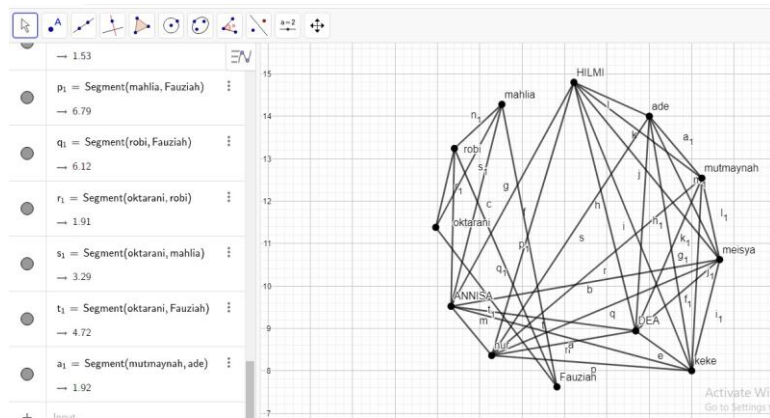 A
a=2
→ 1.53
p₁ = Segment(mahlia, Fauziah)
→ 6.79
q₁ = Segment(robi, Fauziah)
→ 6.12
r₁ = Segment(oktarani, robi)
→ 1.91
s₁ = Segment(oktarani, mahlia)
→ 3.29
t₁ = Segment(oktarani, Fauziah)
→ 4.72
a₁ = Segment(mutmaynah, ade)
→ 1.92
15
14
13
12
11
10
9
8
7
HILMI
mahlia
ade
robi
mutmaynah
oktarani
meisya
ANNISA
DEA
Fauziah
keke
n₁
l
k
a₁
s₁
g
c
j
h
i
h₁
l₁
s
p₁
k₁
g₁
q₁
r
b
j₁
f₁
i₁
t₁
m
q
e
p
Activate Wi
Go to Settings